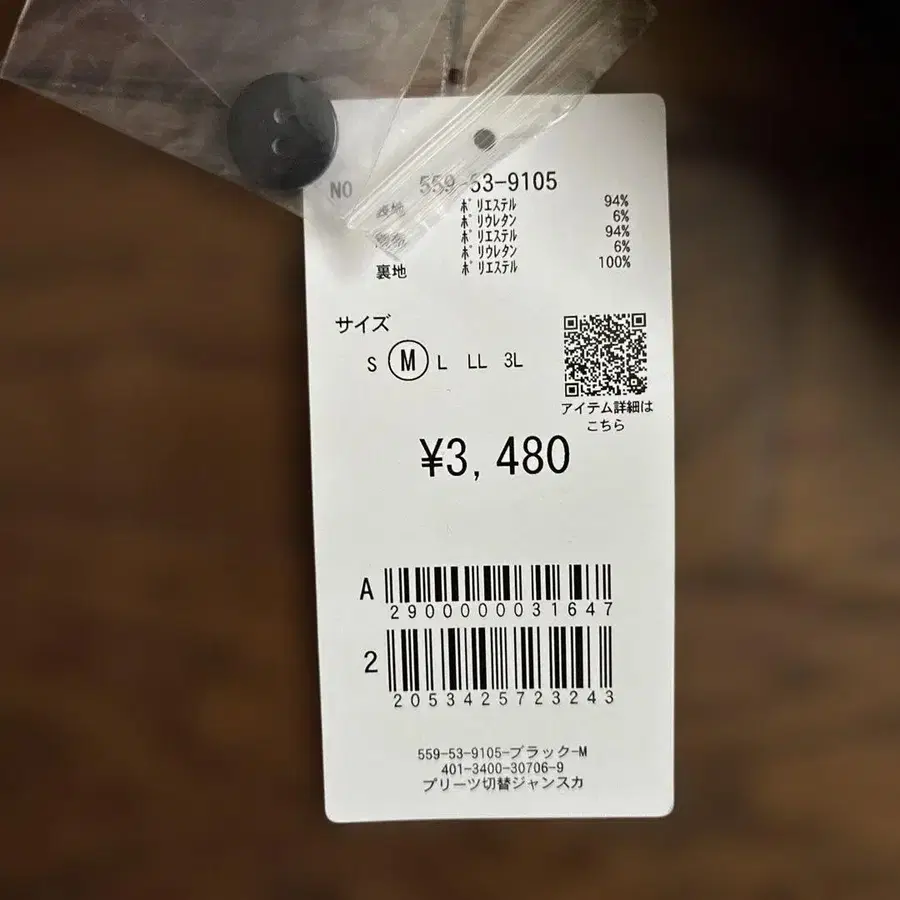 NO 559-53-9105
表地 ポリエステル 94%
ポリウレタン 6%
ポリエステル 94%
ポリウレタン 6%
裏地 ポリエステル 100%
サイズ
S M L LL 3L
アイテム詳細は
こちら
¥3,480
A
2900000031647
2
2053425723243
559-53-9105-ブラック-M
401-3400-30706-9
プリーツ切替ジャンスカ